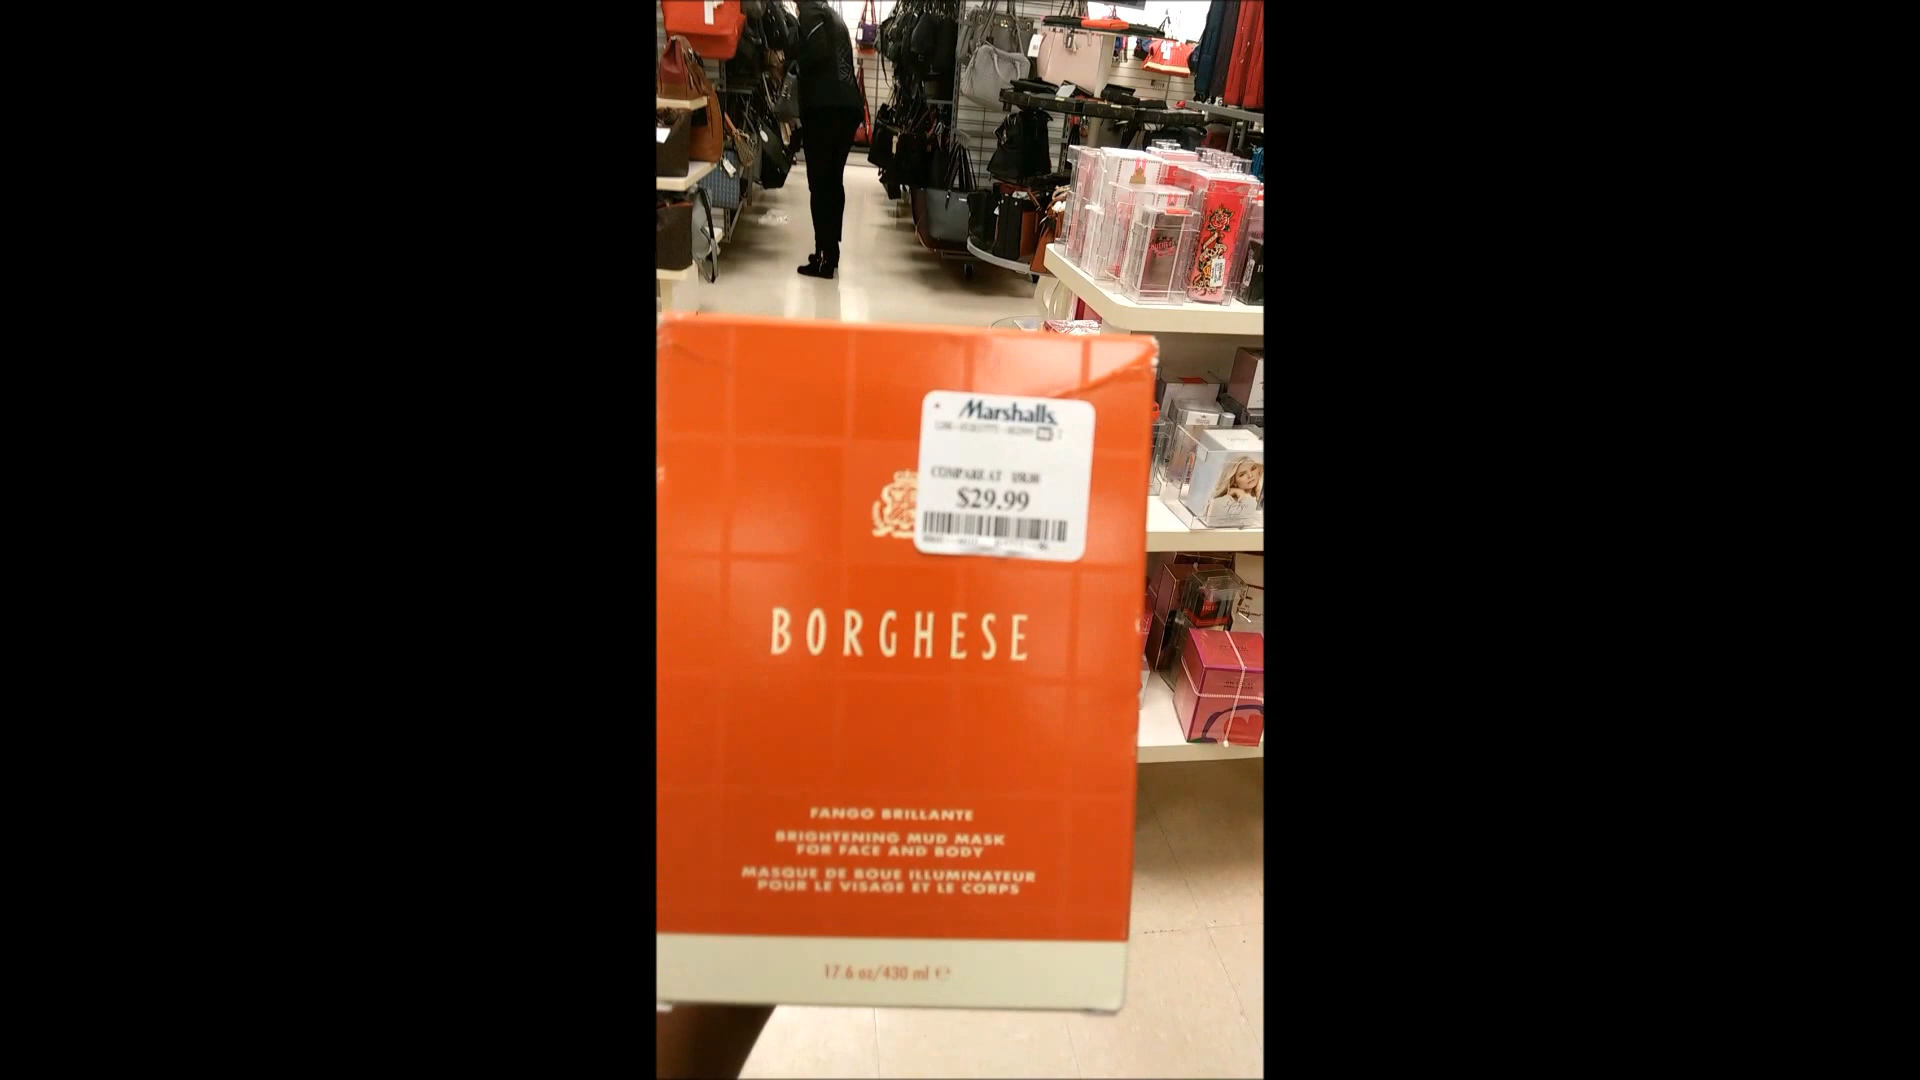 Marshalls
COMPARE AT
$29.99
BORGHESE
FANGO BRILLANTE
BRIGHTENING MUD MASK
FOR FACE AND BODY
MASQUE DE BOUE ILLUMINATEUR
POUR LE VISAGE ET LE CORPS
17.6 oz/430 ml ℮